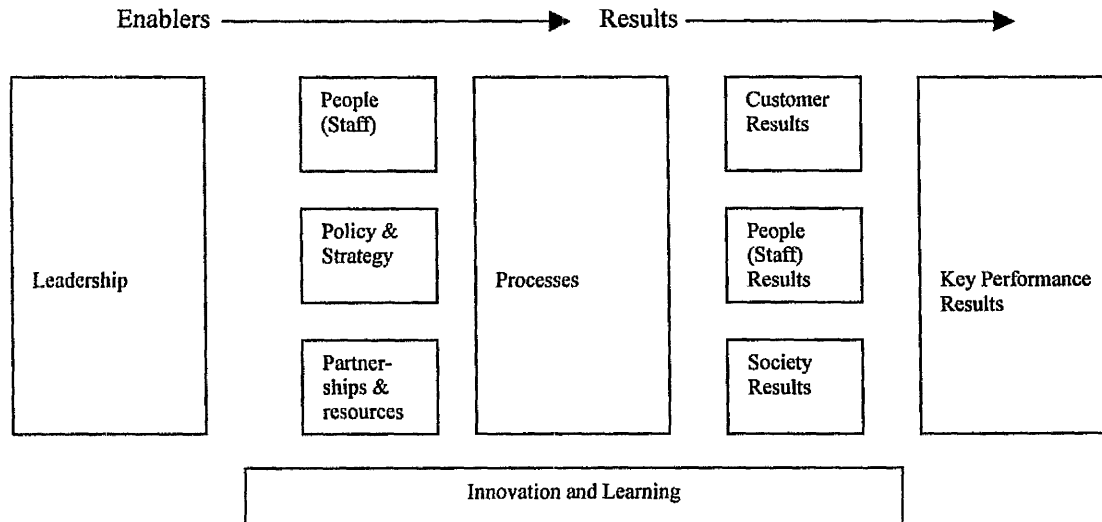 Enablers
Results
Leadership
People
(Staff)
Policy &
Strategy
Partner-
ships &
resources
Processes
Customer
Results
People
(Staff)
Results
Society
Results
Key Performance
Results
Innovation and Learning